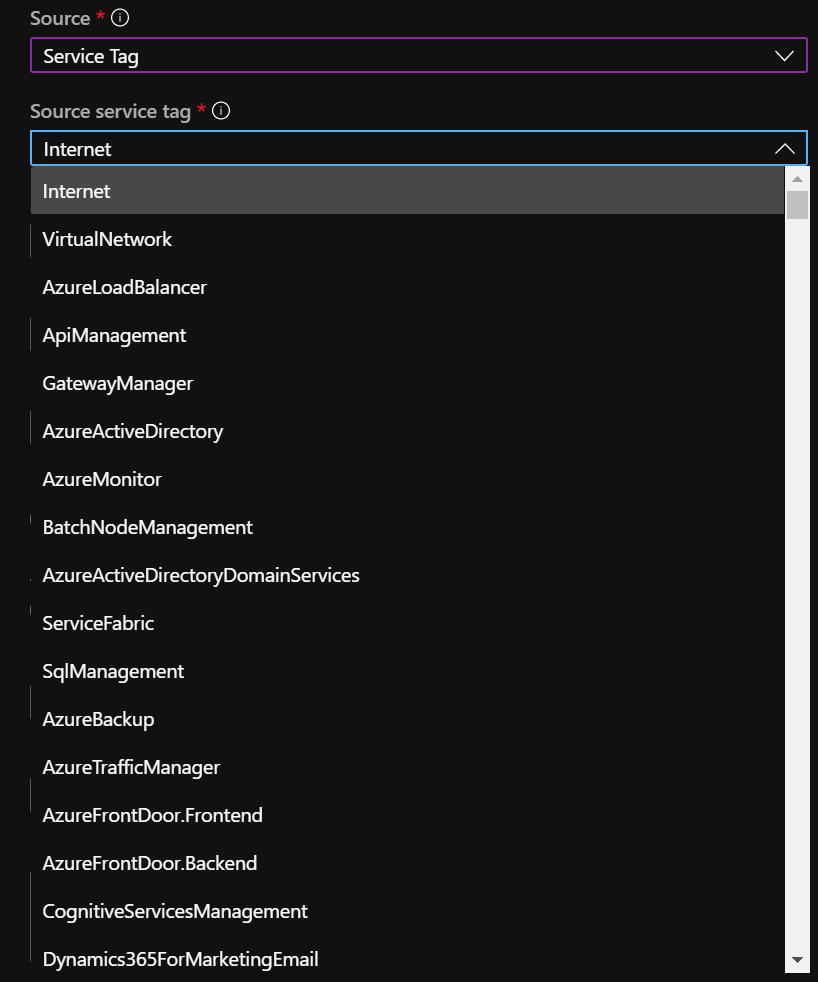 Source *
Service Tag
Source service tag *
Internet
Internet
VirtualNetwork
AzureLoadBalancer
ApiManagement
GatewayManager
AzureActiveDirectory
AzureMonitor
BatchNodeManagement
AzureActiveDirectoryDomainServices
ServiceFabric
SqlManagement
AzureBackup
AzureTrafficManager
AzureFrontDoor.Frontend
AzureFrontDoor.Backend
CognitiveServicesManagement
Dynamics365ForMarketingEmail